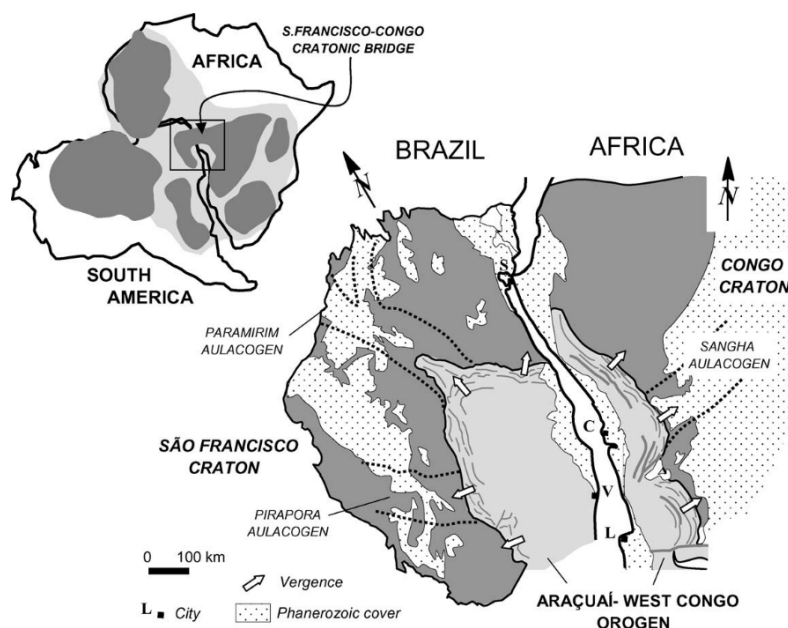 S.FRANCISCO-CONGO
CRATONIC BRIDGE
AFRICA
SOUTH
AMERICA
BRAZIL
AFRICA
N
N
S
CONGO
CRATON
PARAMIRIM
AULACOGEN
SANGHA
AULACOGEN
C
SÃO FRANCISCO
CRATON
V
PIRAPORA
AULACOGEN
L
0 100 km
Vergence
L City
Phanerozoic cover
ARAÇUAÍ- WEST CONGO
OROGEN